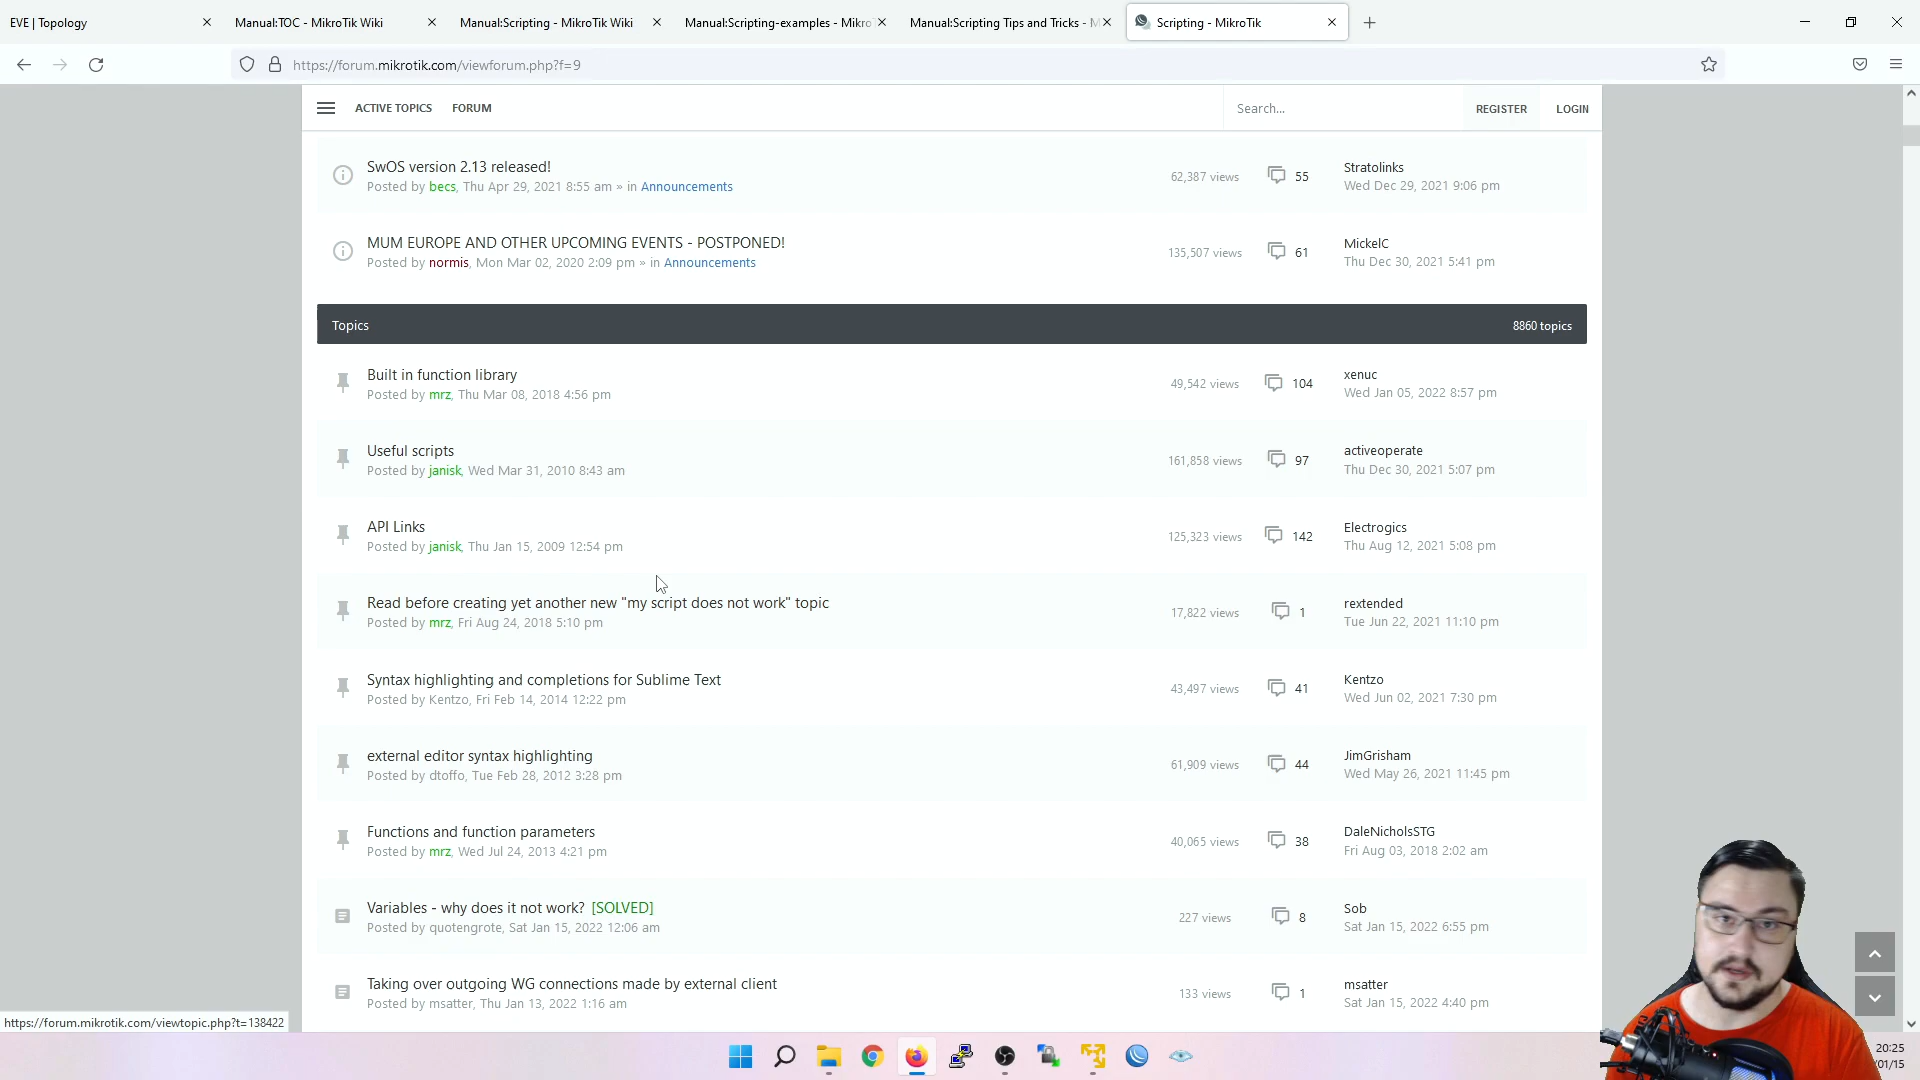 EVE | Topology
Manual:TOC - MikroTik Wiki
Manual:Scripting - MikroTik Wiki
Manual:Scripting-examples - Mikro
Manual:Scripting Tips and Tricks - M
Scripting - MikroTik
https://forum.mikrotik.com/viewforum.php?f=9
ACTIVE TOPICS
FORUM
Search...
REGISTER
LOGIN
SwOS version 2.13 released!
Posted by becs, Thu Apr 29, 2021 8:55 am » in Announcements
62,387 views
55
Stratolinks
Wed Dec 29, 2021 9:06 pm
MUM EUROPE AND OTHER UPCOMING EVENTS - POSTPONED!
Posted by normis, Mon Mar 02, 2020 2:09 pm » in Announcements
135,507 views
61
MickelC
Thu Dec 30, 2021 5:41 pm
Topics
8860 topics
Built in function library
Posted by mrz, Thu Mar 08, 2018 4:56 pm
49,542 views
104
xenuc
Wed Jan 05, 2022 8:57 pm
Useful scripts
Posted by janisk, Wed Mar 31, 2010 8:43 am
161,858 views
97
activeoperate
Thu Dec 30, 2021 5:07 pm
API Links
Posted by janisk, Thu Jan 15, 2009 12:54 pm
125,323 views
142
Electrogics
Thu Aug 12, 2021 5:08 pm
Read before creating yet another new "my script does not work" topic
Posted by mrz, Fri Aug 24, 2018 5:10 pm
17,822 views
1
rextended
Tue Jun 22, 2021 11:10 pm
Syntax highlighting and completions for Sublime Text
Posted by Kentzo, Fri Feb 14, 2014 12:22 pm
43,497 views
41
Kentzo
Wed Jun 02, 2021 7:30 pm
external editor syntax highlighting
Posted by dtoffo, Tue Feb 28, 2012 3:28 pm
61,909 views
44
JimGrisham
Wed May 26, 2021 11:45 pm
Functions and function parameters
Posted by mrz, Wed Jul 24, 2013 4:21 pm
40,065 views
38
DaleNicholsSTG
Fri Aug 03, 2018 2:02 am
Variables - why does it not work? [SOLVED]
Posted by quotengrote, Sat Jan 15, 2022 12:06 am
227 views
8
Sob
Sat Jan 15, 2022 6:55 pm
Taking over outgoing WG connections made by external client
Posted by msatter, Thu Jan 13, 2022 1:16 am
133 views
1
msatter
Sat Jan 15, 2022 4:40 pm
https://forum.mikrotik.com/viewtopic.php?t=138422
20:25
/01/15